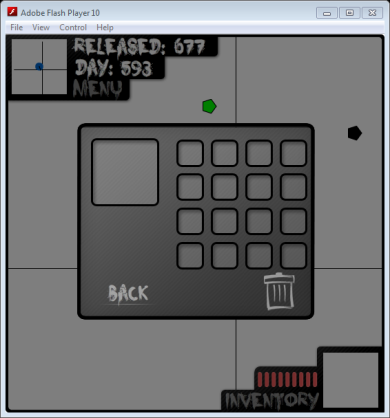 Adobe Flash Player 10
File View Control Help
RELEASED: 677
DAY: 593
MENU
BACK
INVENTORY